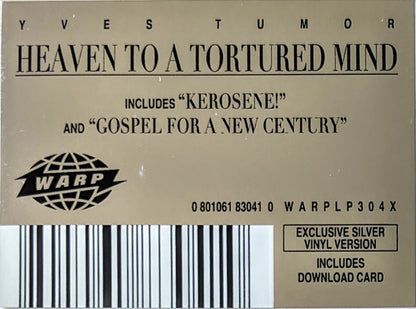 YVES TUMOR
HEAVEN TO A TORTURED MIND
INCLUDES “KEROSENE!”
AND “GOSPEL FOR A NEW CENTURY”
WARP
0 801061 83041 0 WARPLP304X
EXCLUSIVE SILVER
VINYL VERSION
INCLUDES
DOWNLOAD CARD